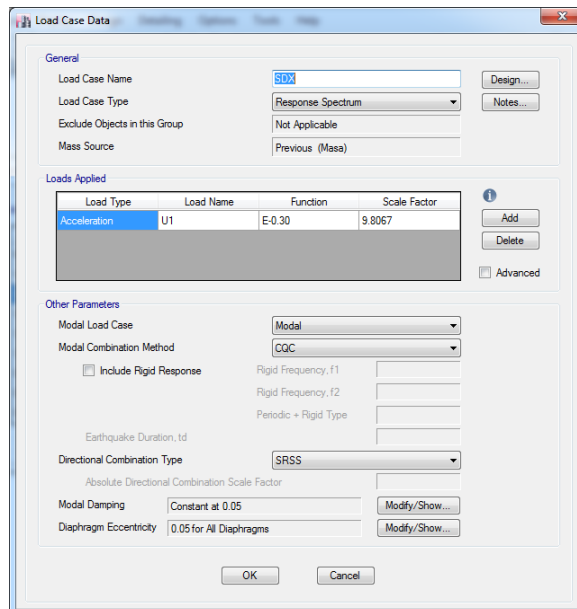 Load Case Data
Detailing Options Tools Help
General
Load Case Name SDX Design...
Load Case Type Response Spectrum Notes...
Exclude Objects in this Group Not Applicable
Mass Source Previous (Masa)
Loads Applied
Load Type Load Name Function Scale Factor
Acceleration U1 E-0.30 9.8067
Add
Delete
Advanced
Other Parameters
Modal Load Case Modal
Modal Combination Method CQC
Include Rigid Response Rigid Frequency, f1
Rigid Frequency, f2
Periodic + Rigid Type
Earthquake Duration, td
Directional Combination Type SRSS
Absolute Directional Combination Scale Factor
Modal Damping Constant at 0.05 Modify/Show...
Diaphragm Eccentricity 0.05 for All Diaphragms Modify/Show...
OK Cancel